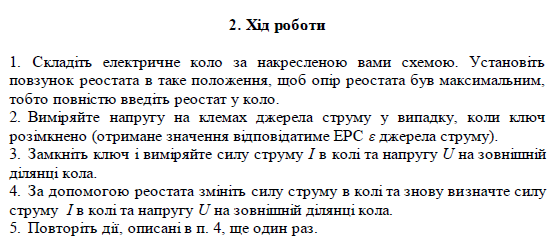 2. Хід роботи
1. Складіть електричне коло за накресленою вами схемою. Установіть
повзунок реостата в таке положення, щоб опір реостата був максимальним,
тобто повністю введіть реостат у коло.
2. Виміряйте напругу на клемах джерела струму у випадку, коли ключ
розімкнено (отримане значення відповідатиме ЕРС ε джерела струму).
3. Замкніть ключ і виміряйте силу струму I в колі та напругу U на зовнішній
ділянці кола.
4. За допомогою реостата змініть силу струму в колі та знову визначте силу
струму I в колі та напругу U на зовнішній ділянці кола.
5. Повторіть дії, описані в п. 4, ще один раз.